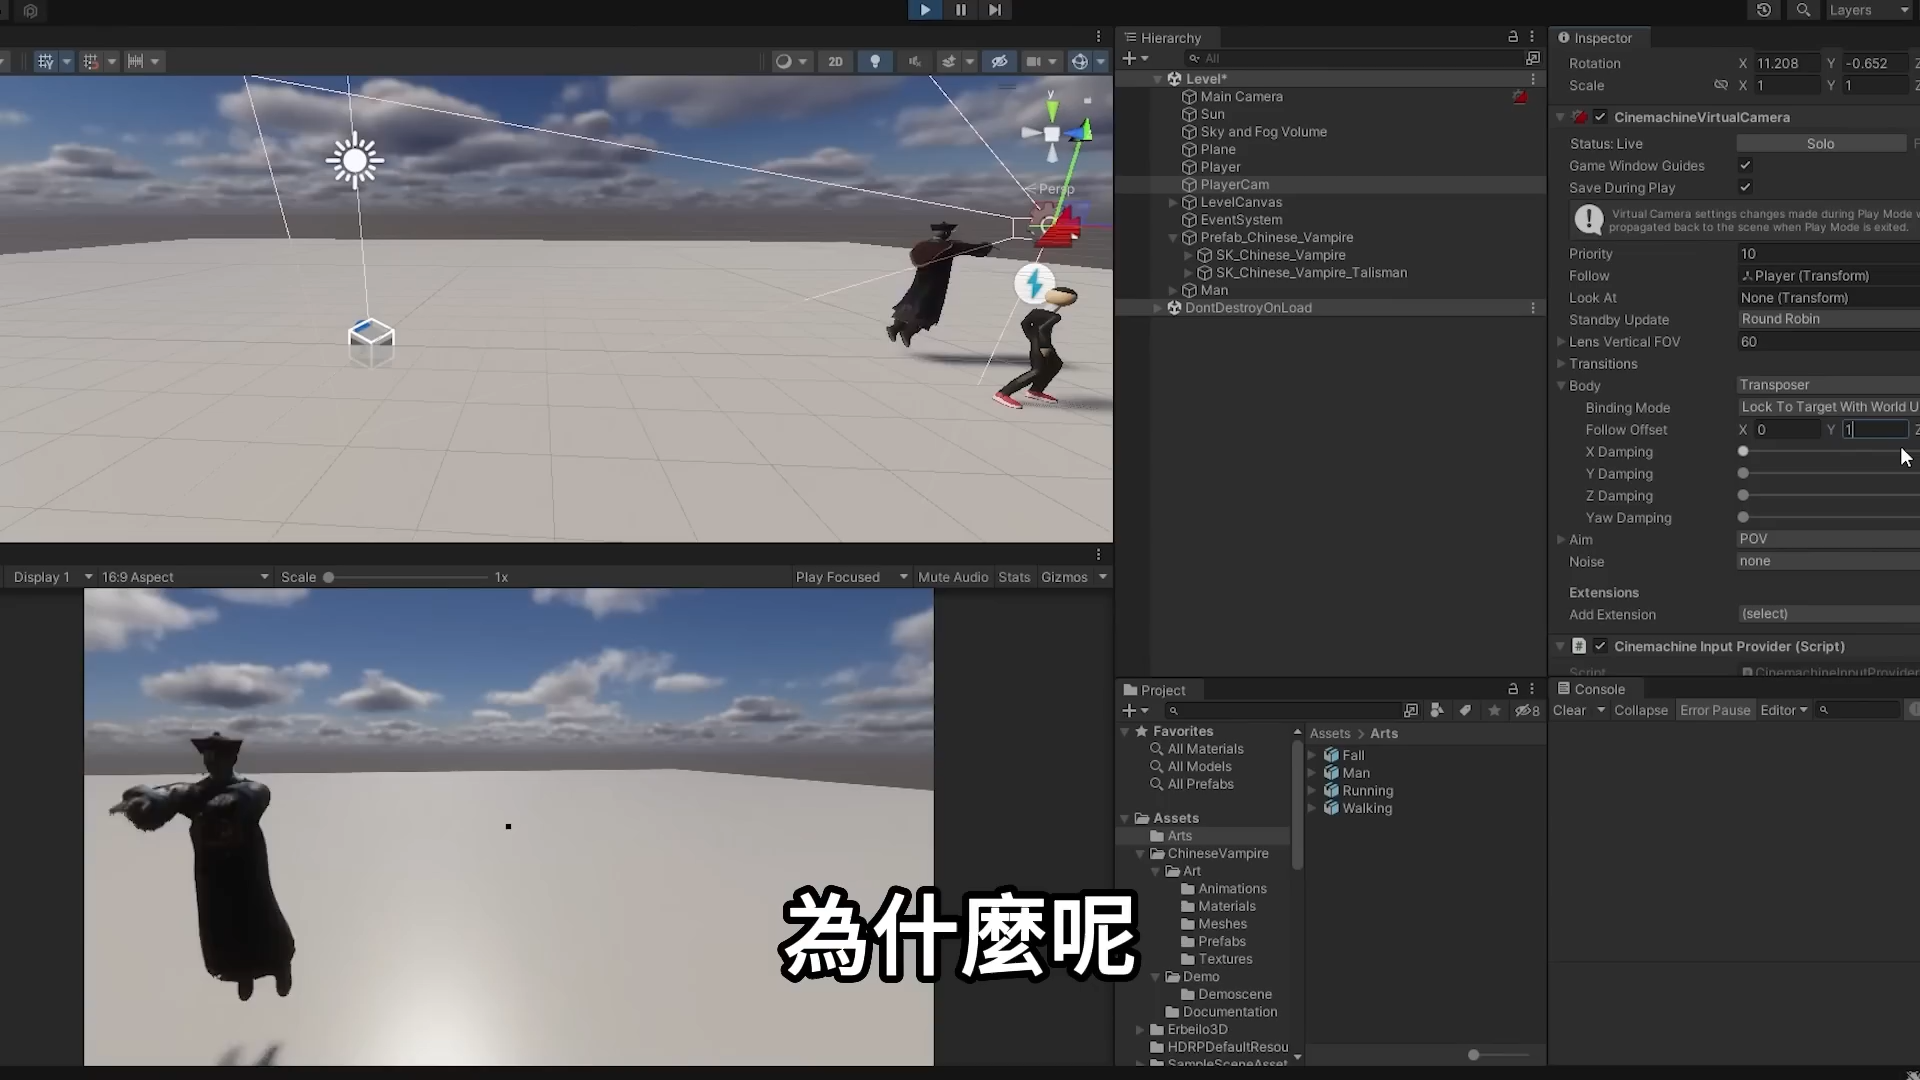 Layers
2D
y
Persp
Display 1
16:9 Aspect
Scale
1x
Play Focused
Mute Audio
Stats
Gizmos
為什麼呢
Hierarchy
All
Level*
Main Camera
Sun
Sky and Fog Volume
Plane
Player
PlayerCam
LevelCanvas
EventSystem
Prefab_Chinese_Vampire
SK_Chinese_Vampire
SK_Chinese_Vampire_Talisman
Man
DontDestroyOnLoad
Inspector
Rotation X 11.208 Y -0.652 Z
Scale X 1 Y 1 Z
CinemachineVirtualCamera
Status: Live Solo
Game Window Guides
Save During Play
Virtual Camera settings changes made during Play Mode w
propagated back to the scene when Play Mode is exited.
Priority 10
Follow Player (Transform)
Look At None (Transform)
Standby Update Round Robin
Lens Vertical FOV 60
Transitions
Body Transposer
Binding Mode Lock To Target With World U
Follow Offset X 0 Y 1 Z
X Damping
Y Damping
Z Damping
Yaw Damping
Aim POV
Noise none
Extensions
Add Extension (select)
Cinemachine Input Provider (Script)
Script CinemachineInputProvider
Project
8
Favorites
All Materials
All Models
All Prefabs
Assets
Arts
ChineseVampire
Art
Animations
Materials
Meshes
Prefabs
Textures
Demo
Demoscene
Documentation
Erbeilo3D
HDRPDefaultResou
SampleSceneAsset
Assets > Arts
Fall
Man
Running
Walking
Console
Clear
Collapse
Error Pause
Editor